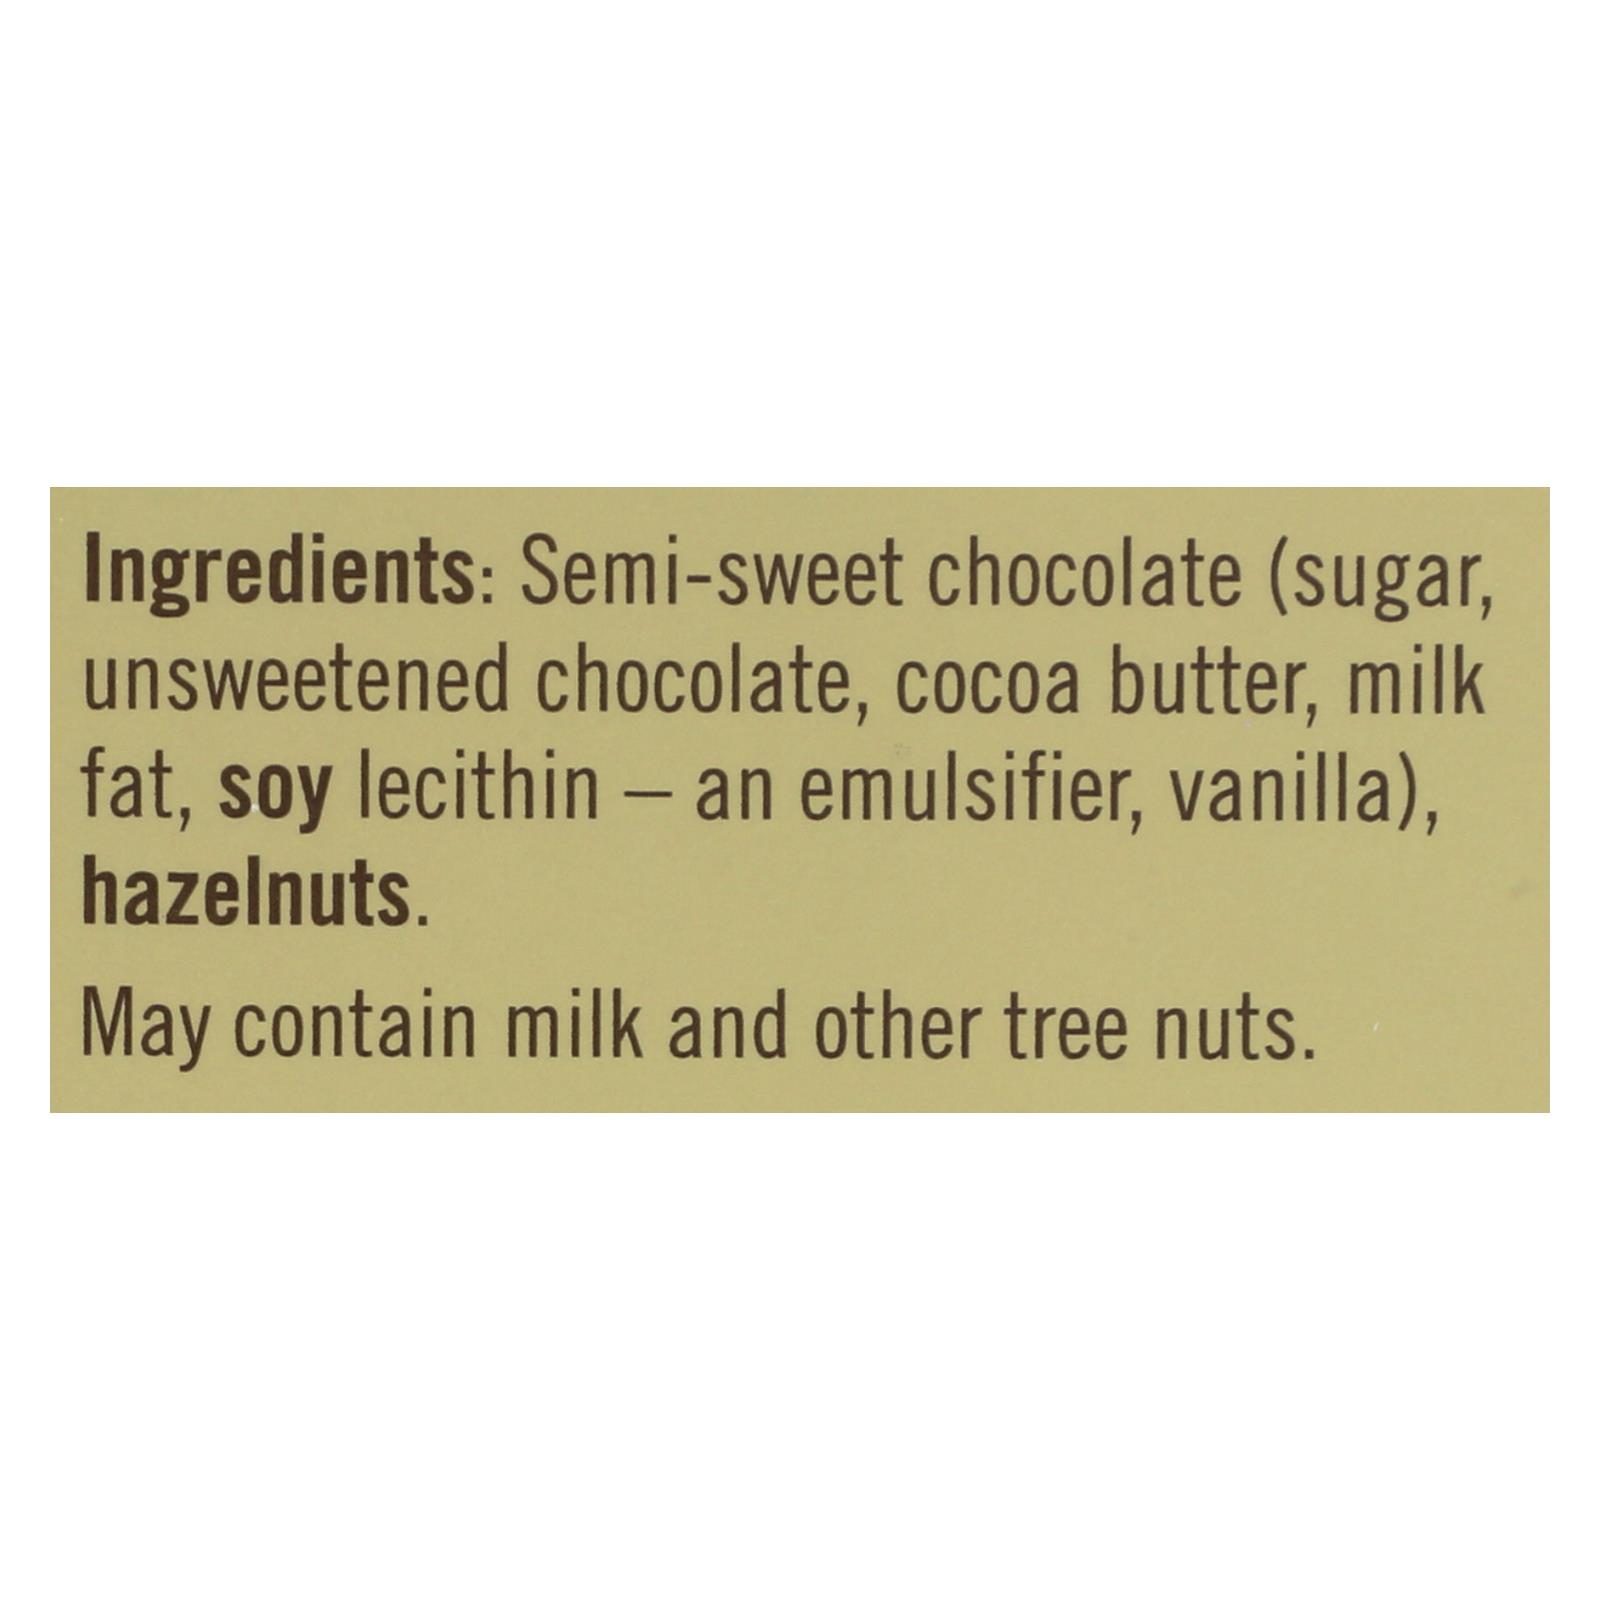 Ingredients: Semi-sweet chocolate (sugar,
unsweetened chocolate, cocoa butter, milk
fat, soy lecithin – an emulsifier, vanilla),
hazelnuts.
May contain milk and other tree nuts.